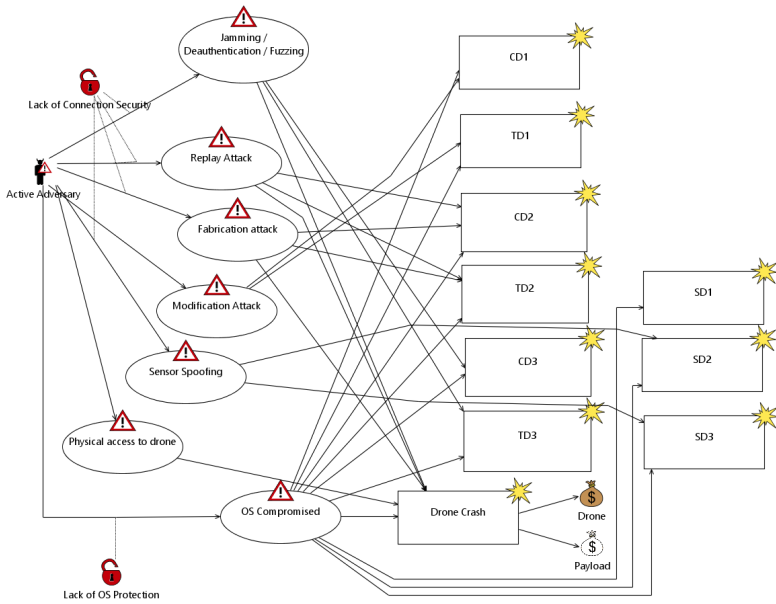 Jamming /
Deauthentication / Fuzzing
CD1
Lack of Connection Security
TD1
Replay Attack
Active Adversary
CD2
Fabrication attack
TD2
SD1
Modification Attack
CD3
SD2
Sensor Spoofing
TD3
SD3
Physical access to drone
OS Compromised
Drone Crash
$
Drone
$
Payload
Lack of OS Protection